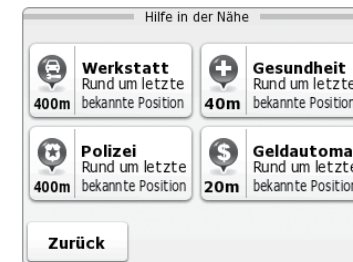 Hilfe in der Nähe
Werkstatt
Rund um letzte
400m bekannte Position
Gesundheit
Rund um letzte
40m bekannte Position
Polizei
Rund um letzte
400m bekannte Position
Geldautoma
Rund um letzte
20m bekannte Position
Zurück